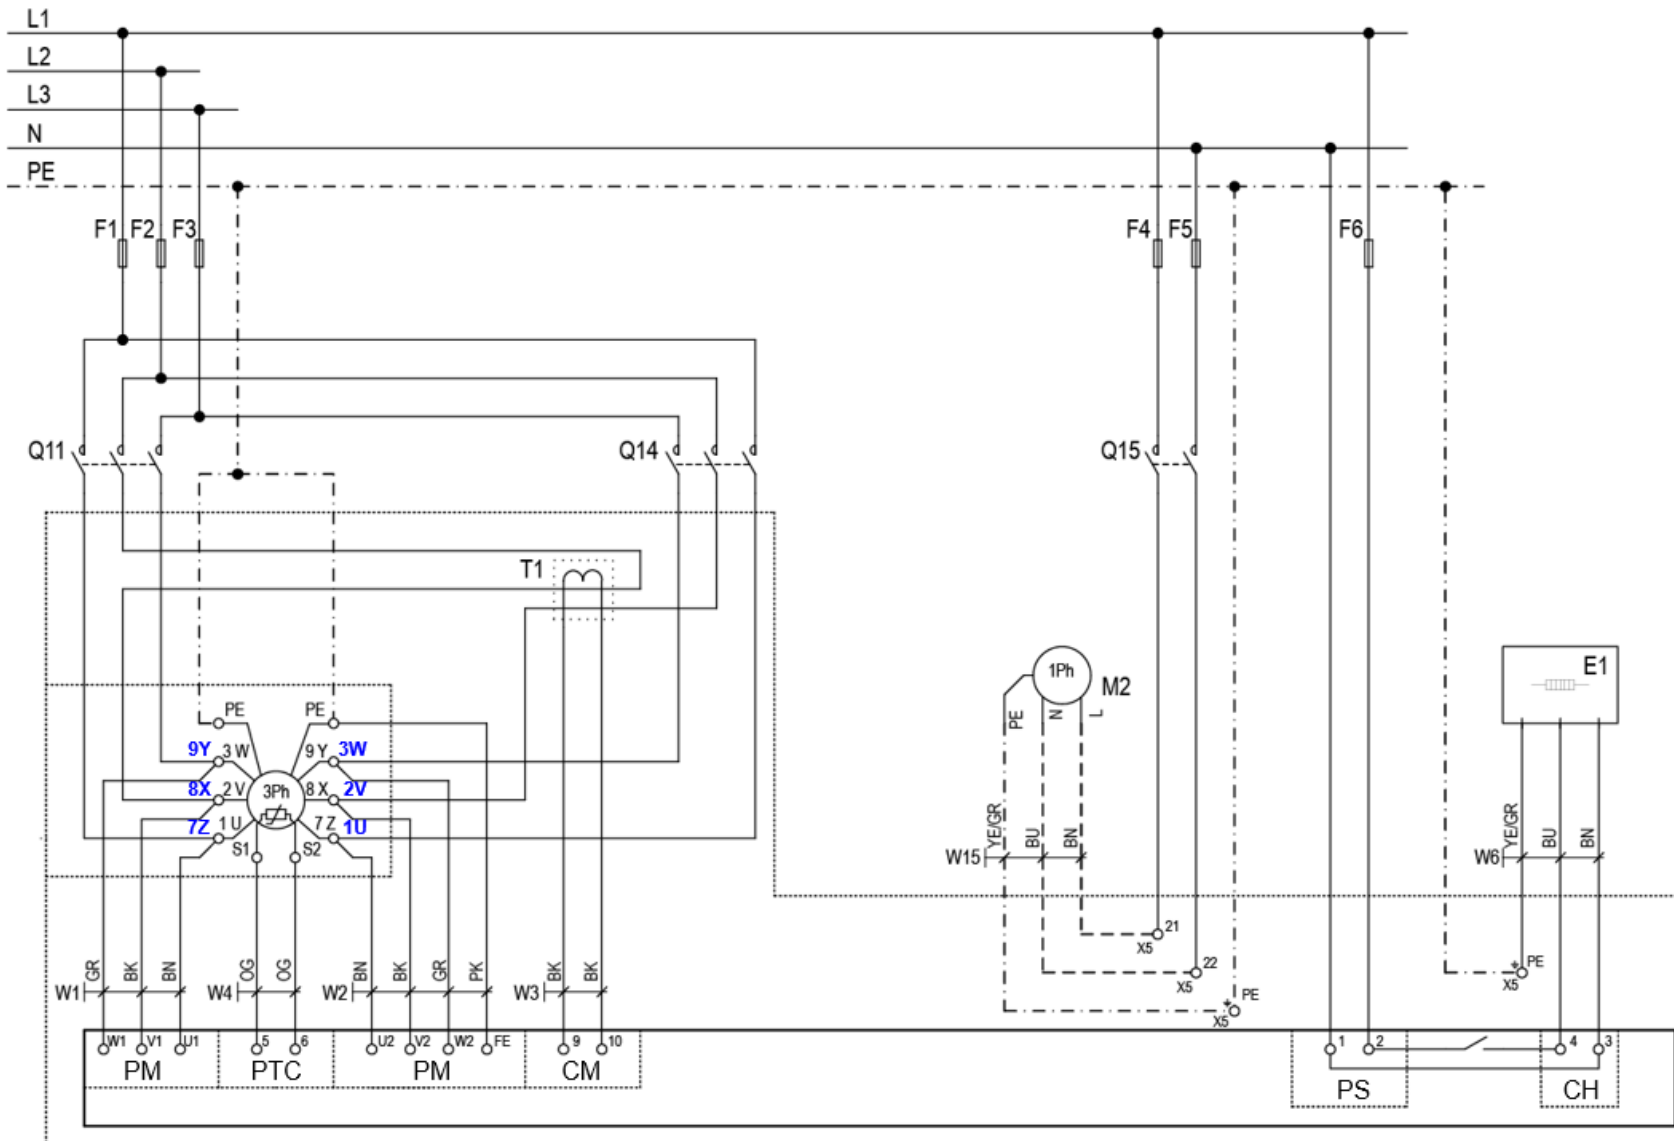 L1
L2
L3
N
PE
F1 F2 F3
F4 F5 F6
Q11
Q14
Q15
T1
1Ph
M2
E1
PE N L
PE PE
9Y 3 W 9 Y 3W
8X 2 V 3Ph 8 X 2V
7Z 1 U 7 Z 1U
S1 S2
YE/GR BU BN
W15
YE/GR BU BN
W6
21
X5
22
X5
PE
X5
PE
X5
GR BK BN
W1
OG OG
W4
BN BK GR PK
W2
BK BK
W3
W1 V1 U1 5 6 U2 V2 W2 FE 9 10
1 2 4 3
PM PTC PM CM
PS CH